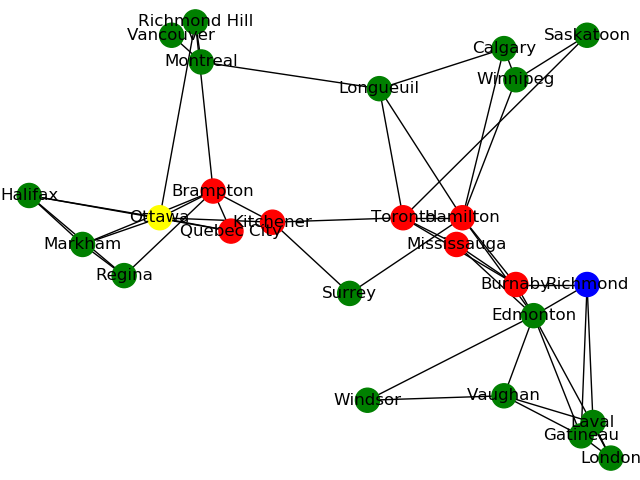 Richmond Hill
Vancouver
Montreal
Calgary
Saskatoon
Winnipeg
Longueuil
Halifax
Brampton
Ottawa
Quebec City
Kitchener
Toronto
Hamilton
Markham
Mississauga
Regina
Surrey
Burnaby
Richmond
Edmonton
Windsor
Vaughan
Laval
Gatineau
London